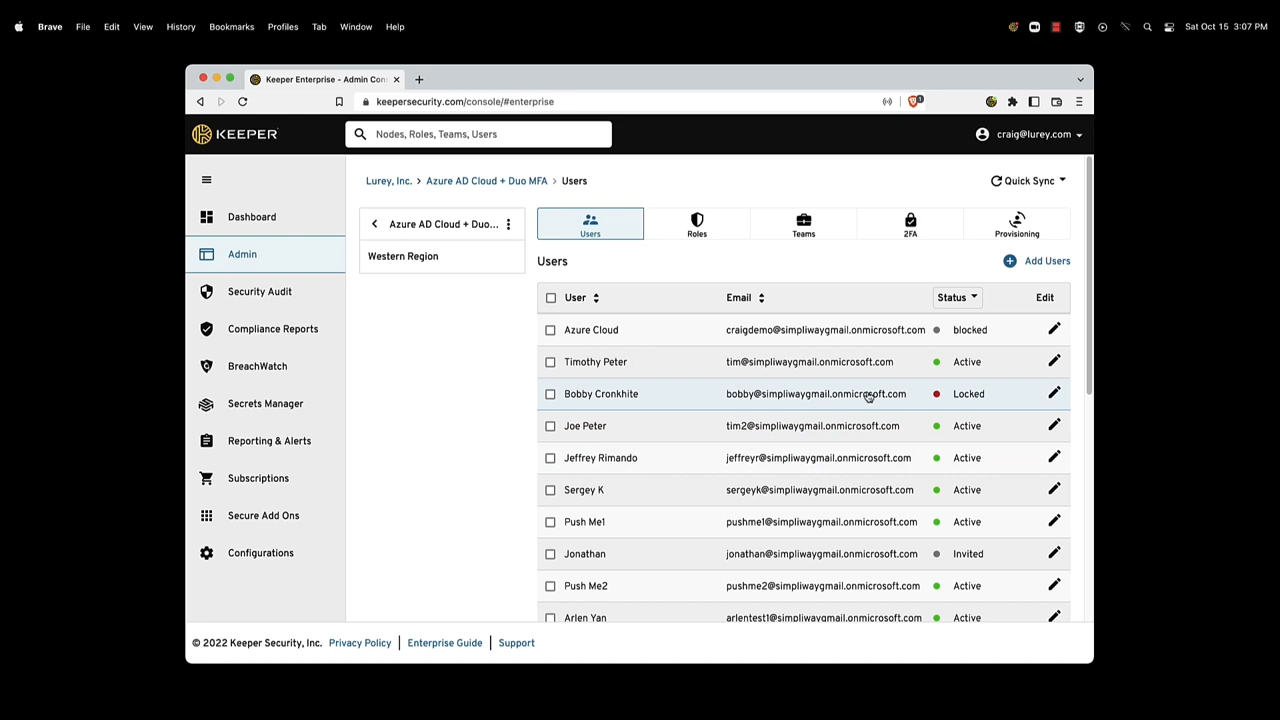 Brave File Edit View History Bookmarks Profiles Tab Window Help Sat Oct 15 3:07 PM
Keeper Enterprise - Admin Con
keepersecurity.com/console/#enterprise 1
KEEPER Nodes, Roles, Teams, Users craig@lurey.com
Lurey, Inc. > Azure AD Cloud + Duo MFA > Users Quick Sync
Dashboard
Admin
Security Audit
Compliance Reports
BreachWatch
Secrets Manager
Reporting & Alerts
Subscriptions
Secure Add Ons
Configurations
Azure AD Cloud + Duo...
Western Region
Users Roles Teams 2FA Provisioning
Users Add Users
User Email Status Edit
Azure Cloud craigdemo@simpliwaygmail.onmicrosoft.com blocked
Timothy Peter tim@simpliwaygmail.onmicrosoft.com Active
Bobby Cronkhite bobby@simpliwaygmail.onmicrosoft.com Locked
Joe Peter tim2@simpliwaygmail.onmicrosoft.com Active
Jeffrey Rimando jeffreyr@simpliwaygmail.onmicrosoft.com Active
Sergey K sergeyk@simpliwaygmail.onmicrosoft.com Active
Push Me1 pushme1@simpliwaygmail.onmicrosoft.com Active
Jonathan jonathan@simpliwaygmail.onmicrosoft.com Invited
Push Me2 pushme2@simpliwaygmail.onmicrosoft.com Active
Arlen Yan arlentest1@simpliwaygmail.onmicrosoft.com Active
© 2022 Keeper Security, Inc. Privacy Policy | Enterprise Guide | Support